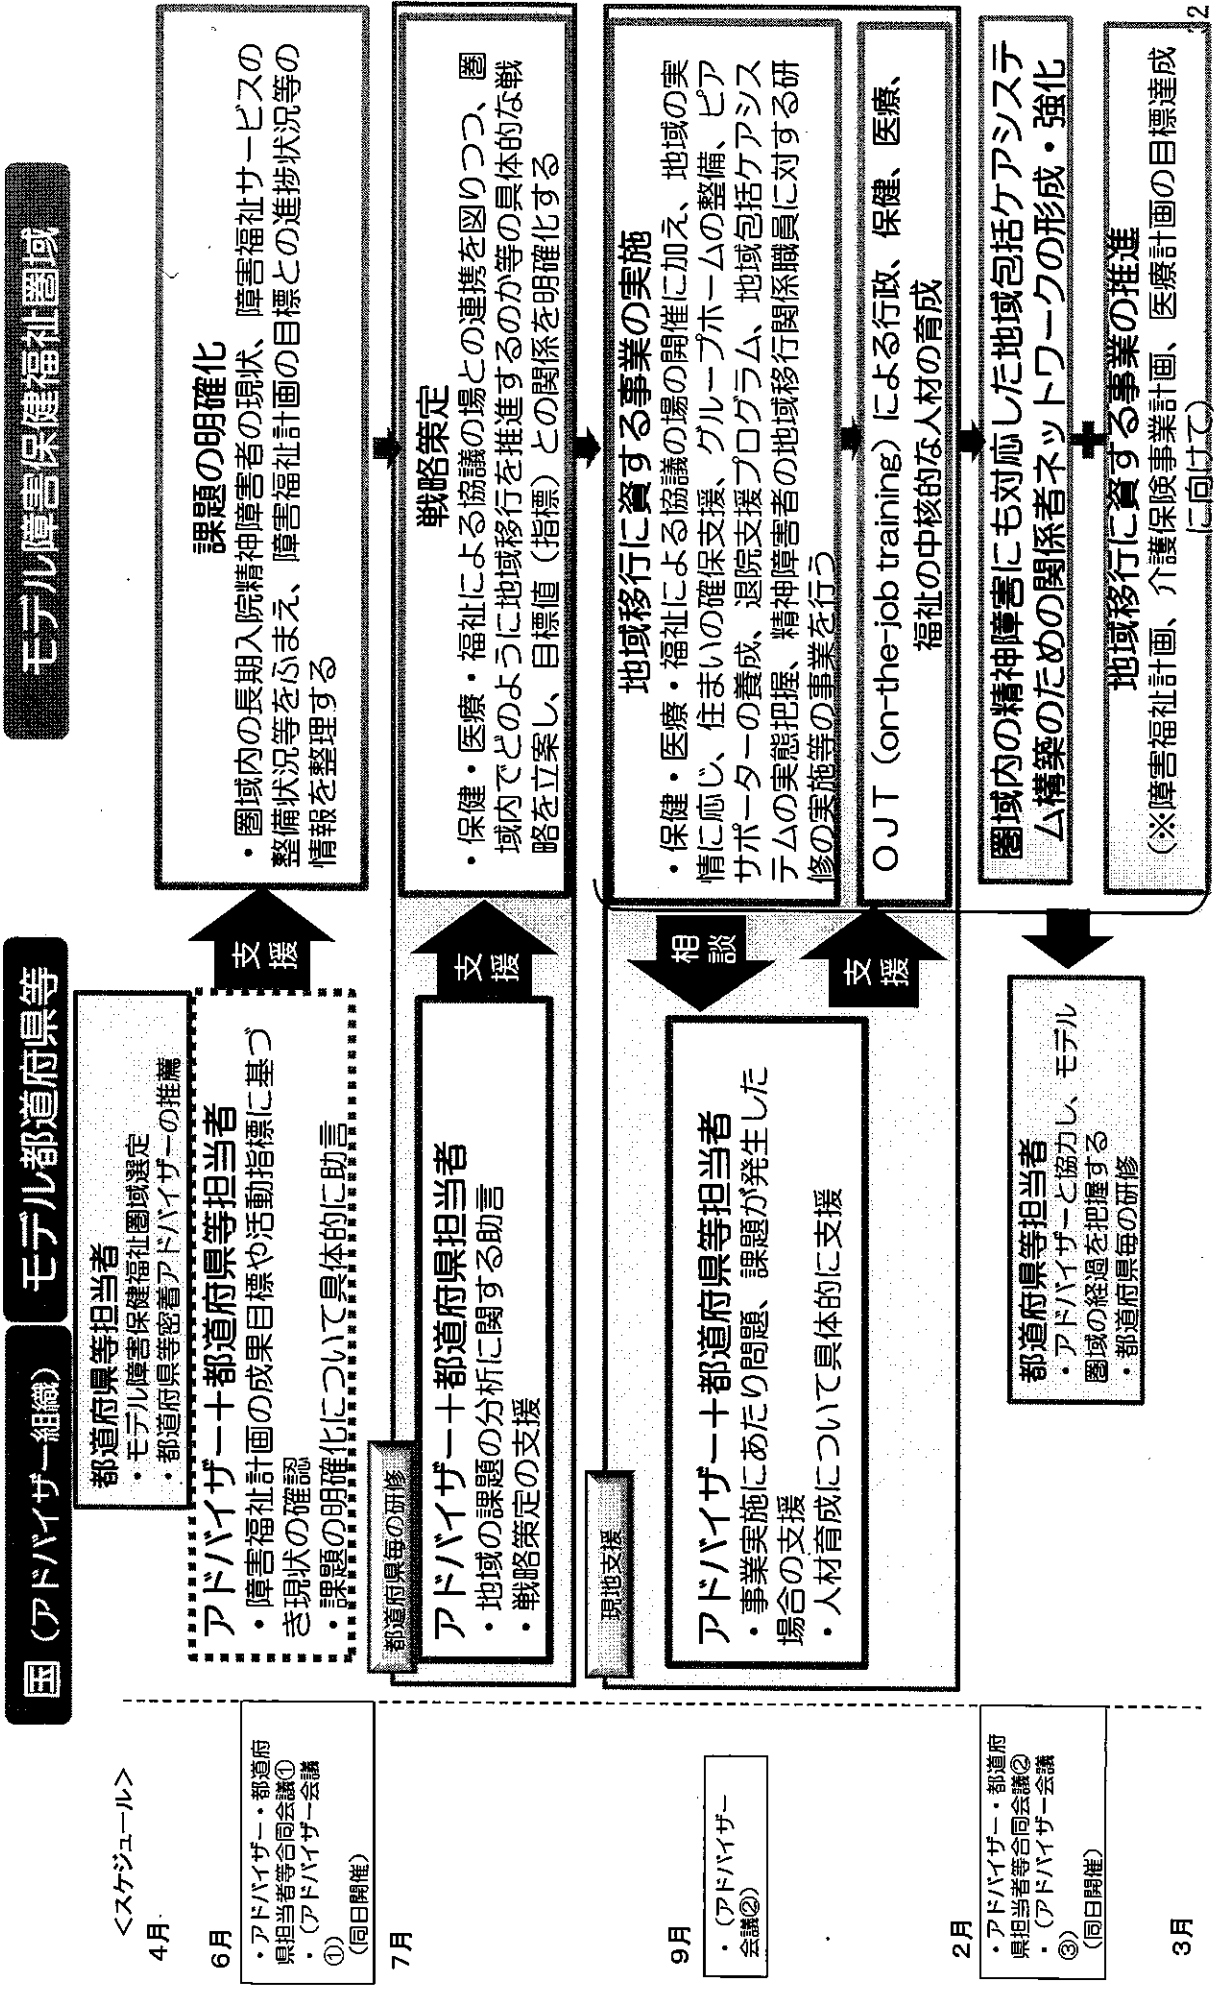 国（アドバイザー組織）
モデル都道府県等
モデル障害保健福祉圏域
＜スケジュール＞
4月
6月
・アドバイザー・都道府
県担当者等合同会議①
・（アドバイザー会議
①）
（同日開催）
7月
9月
・（アドバイザー
会議②）
2月
・アドバイザー・都道府
県担当者等合同会議②
・（アドバイザー会議
③）
（同日開催）
3月
都道府県等担当者
・モデル障害保健福祉圏域選定
・都道府県等密着アドバイザーの推薦
アドバイザー＋都道府県等担当者
・障害福祉計画の成果目標や活動指標に基づ
き現状の確認
・課題の明確化について具体的に助言
支援
課題の明確化
・圏域内の長期入院精神障害者の現状、障害福祉サービスの
整備状況等をふまえ、障害福祉計画の目標との進捗状況等の
情報を整理する
都道府県毎の研修
アドバイザー＋都道府県担当者
・地域の課題の分析に関する助言
・戦略策定の支援
支援
戦略策定
・保健・医療・福祉による協議の場との連携を図りつつ、圏
域内でどのように地域移行を推進するのか等の具体的な戦
略を立案し、目標値（指標）との関係を明確化する
現地支援
アドバイザー＋都道府県等担当者
・事業実施にあたり問題、課題が発生した
場合の支援
・人材育成について具体的に支援
相談
支援
地域移行に資する事業の実施
・保健・医療・福祉による協議の場の開催に加え、地域の実
情に応じ、住まいの確保支援、グループホームの整備、ピア
サポーターの養成、退院支援プログラム、地域包括ケアシス
テムの実態把握、精神障害者の地域移行関係職員に対する研
修の実施等の事業を行う
ＯＪＴ（on-the-job training）による行政、保健、医療、
福祉の中核的な人材の育成
都道府県等担当者
・アドバイザーと協力し、モデル
圏域の経過を把握する
・都道府県毎の研修
圏域内の精神障害にも対応した地域包括ケアシステ
ム構築のための関係者ネットワークの形成・強化
地域移行に資する事業の推進
（※障害福祉計画、介護保険事業計画、医療計画の目標達成
に向けて）